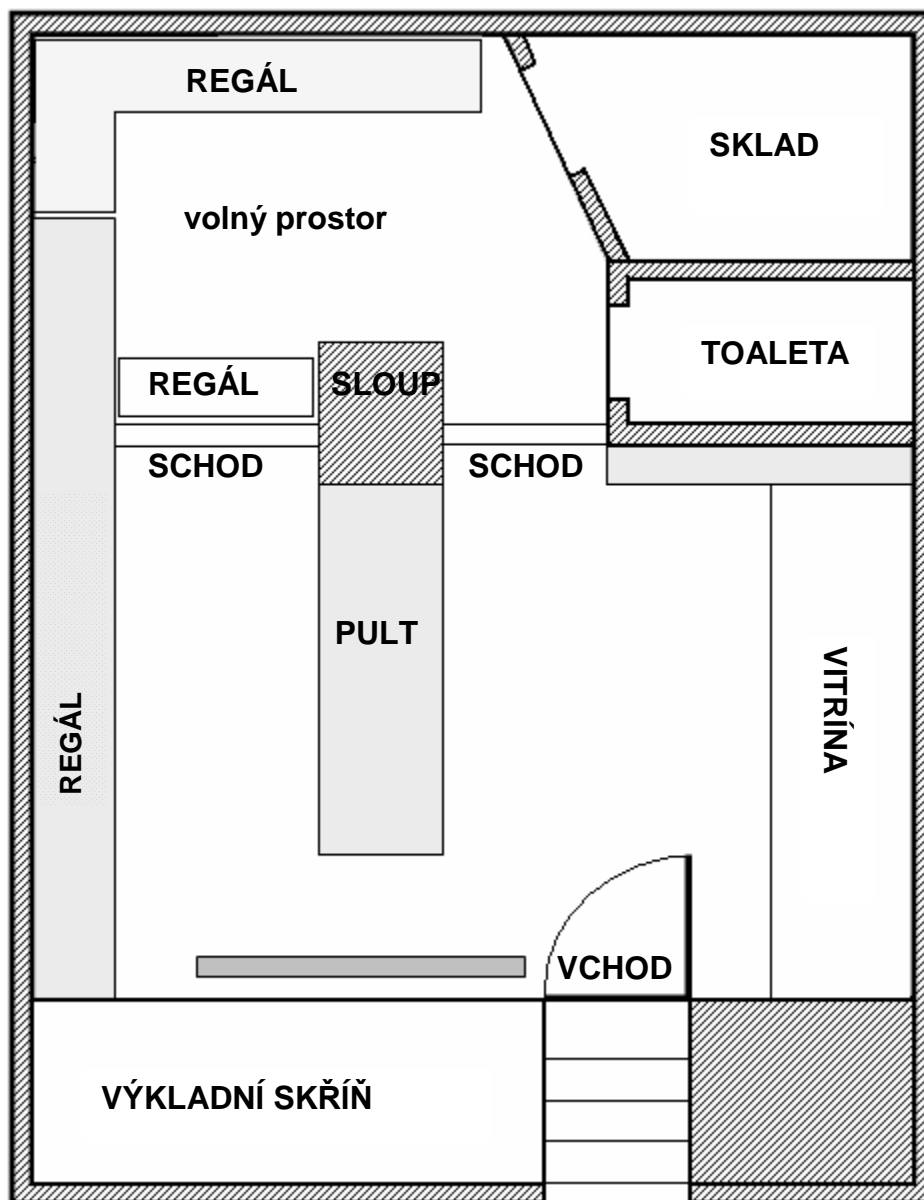 REGÁL
SKLAD
volný prostor
TOALETA
REGÁL
SLOUP
SCHOD
SCHOD
PULT
VITRÍNA
REGÁL
VCHOD
VÝKLADNÍ SKŘÍŇ